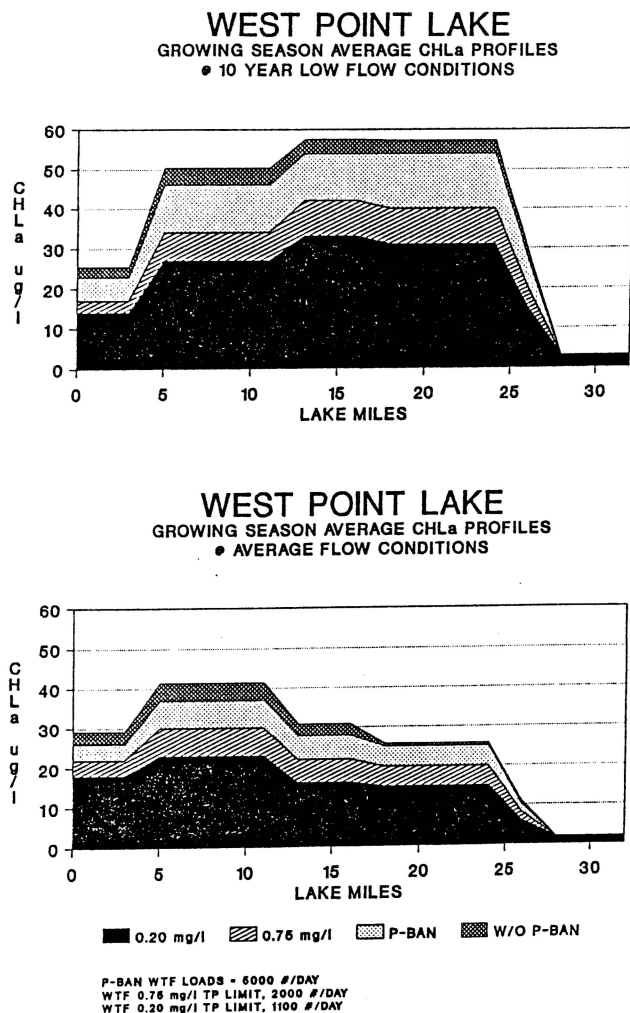 WEST POINT LAKE
GROWING SEASON AVERAGE CHLa PROFILES
@ 10 YEAR LOW FLOW CONDITIONS
60
50
40
30
20
10
0
CHLa ug/l
0 5 10 15 20 25 30
LAKE MILES
WEST POINT LAKE
GROWING SEASON AVERAGE CHLa PROFILES
@ AVERAGE FLOW CONDITIONS
60
50
40
30
20
10
0
CHLa ug/l
0 5 10 15 20 25 30
LAKE MILES
0.20 mg/l 0.75 mg/l P-BAN W/O P-BAN
P-BAN WTF LOADS = 5000 #/DAY
WTF 0.75 mg/l TP LIMIT, 2000 #/DAY
WTF 0.20 mg/l TP LIMIT, 1100 #/DAY